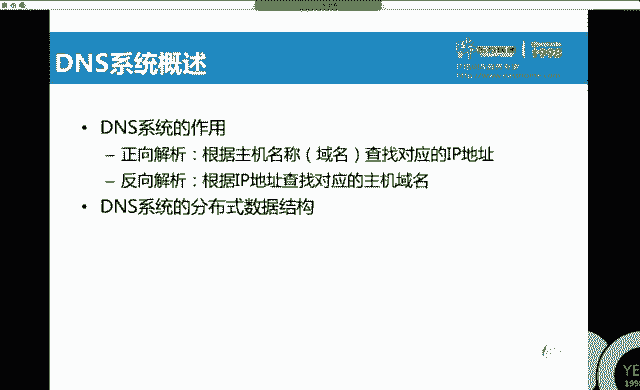 DNS系统概述
• DNS系统的作用
– 正向解析：根据主机名称（域名）查找对应的IP地址
– 反向解析：根据IP地址查找对应的主机域名
• DNS系统的分布式数据结构
YE